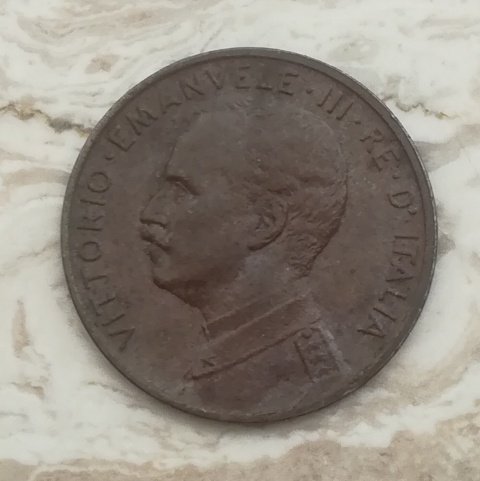 VITTORIO · EMANVELE · III · RE · D'ITALIA